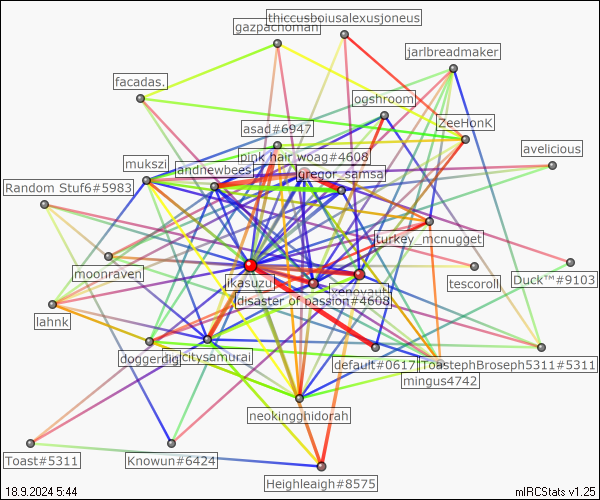 thiccusboiusalexusjoneus
gazpachoman
jarlbreadmaker
facadas.
ogshroom
ZeeHonK
asad#6947
avelicious
mukszi
pink hair woag#4608
andnewbees
gregor_samsa
Random Stuf6#5983
turkey_mcnugget
moonraven
tescoroll
Duck™#9103
ikasuzu
disaster of passion#4608
lahnk
doggerdig
citysamurai
default#0617
ToastephBroseph5311#5311
mingus4742
neokingghidorah
Toast#5311
Knowun#6424
Heighleaigh#8575
18.9.2024 5:44
mIRCStats v1.25